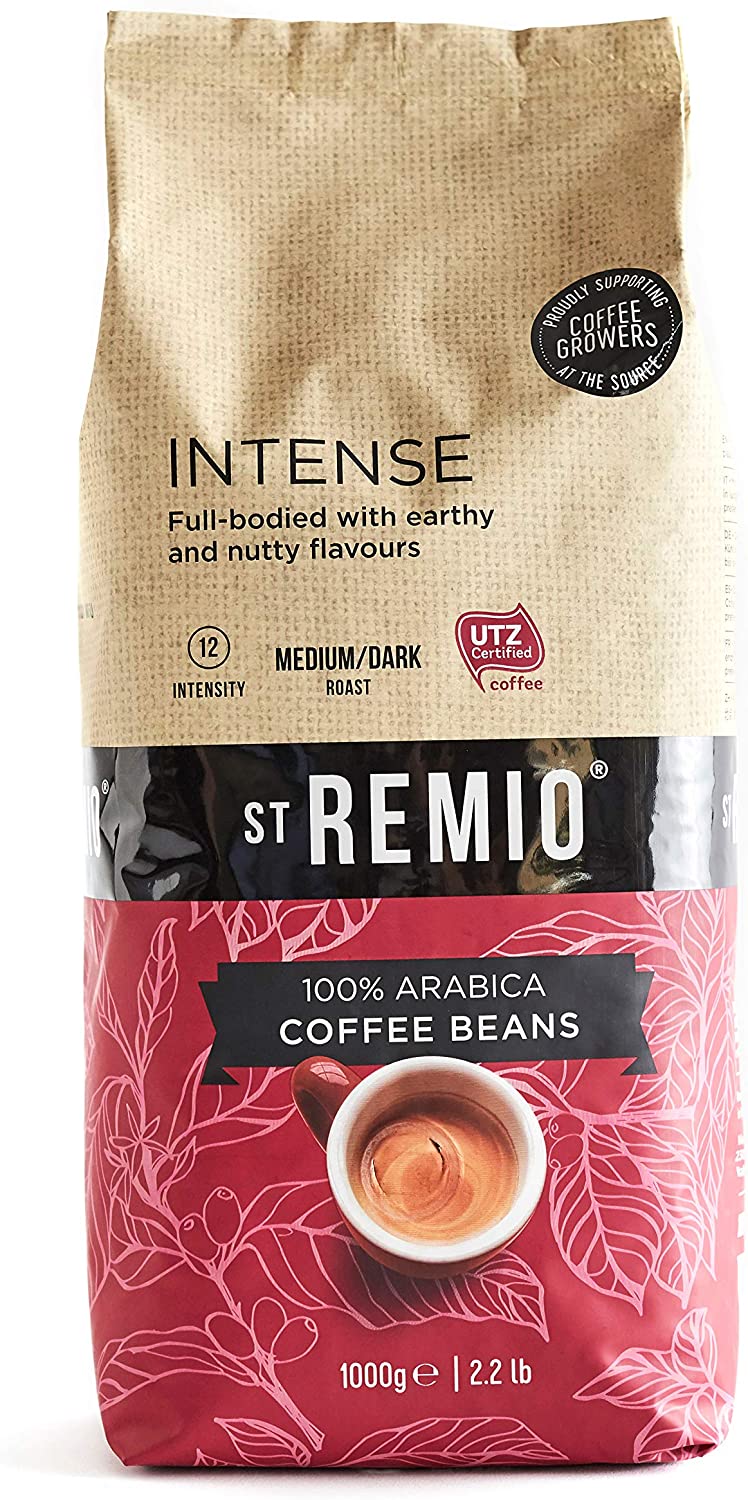 PROUDLY SUPPORTING
COFFEE
GROWERS
AT THE SOURCE
INTENSE
Full-bodied with earthy
and nutty flavours
12
INTENSITY
MEDIUM/DARK
ROAST
UTZ
Certified
coffee
ST REMIO®
100% ARABICA
COFFEE BEANS
1000g ℮ | 2.2 lb